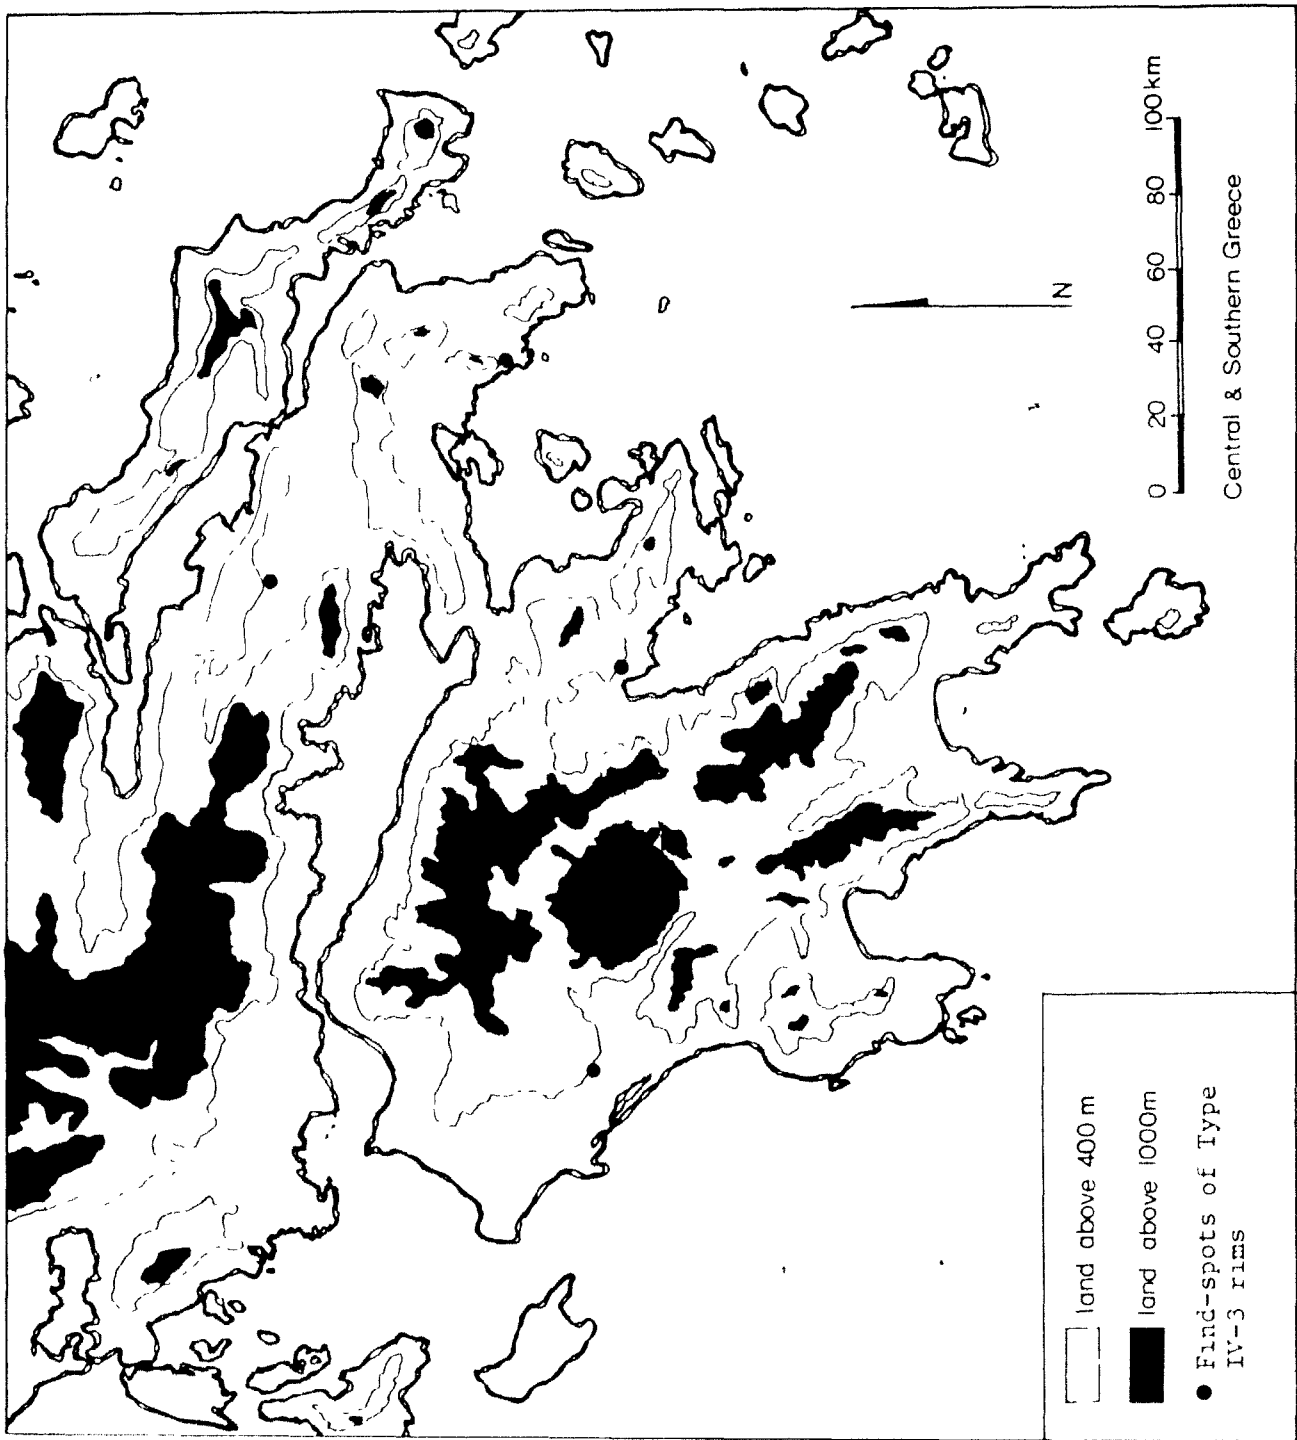 land above 400 m
land above 1000m
Find-spots of Type
IV-3 rims
N
0 20 40 60 80 100km
Central & Southern Greece